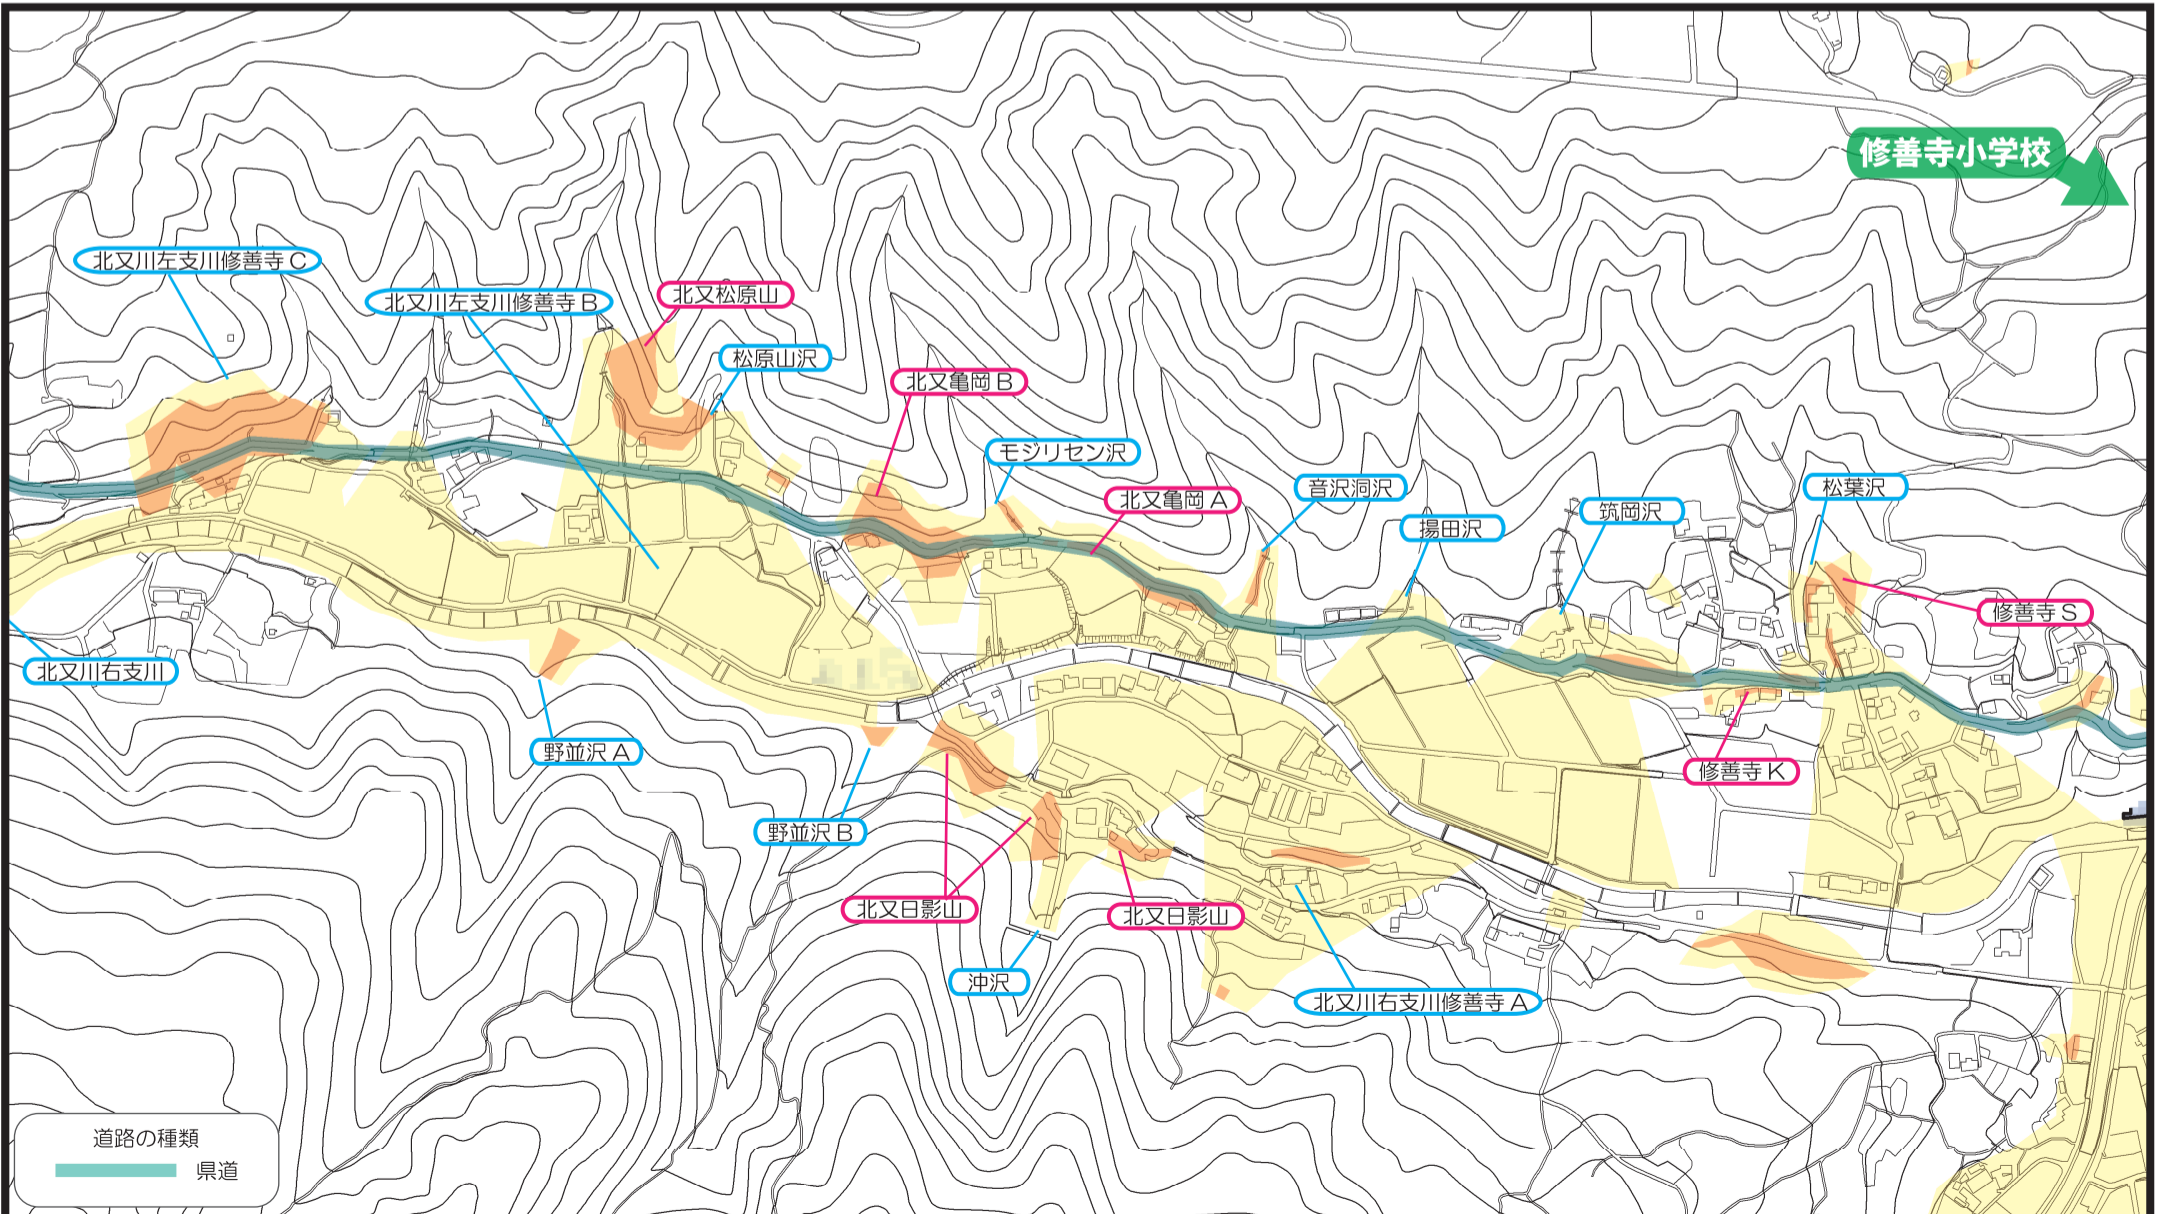 修善寺小学校
北又川左支川修善寺C
北又川左支川修善寺B
北又松原山
松原山沢
北又亀岡B
モジリセン沢
北又亀岡A
音沢洞沢
揚田沢
筑岡沢
松葉沢
修善寺S
北又川右支川
野並沢A
野並沢B
修善寺K
北又日影山
北又日影山
沖沢
北又川右支川修善寺A
道路の種類
県道